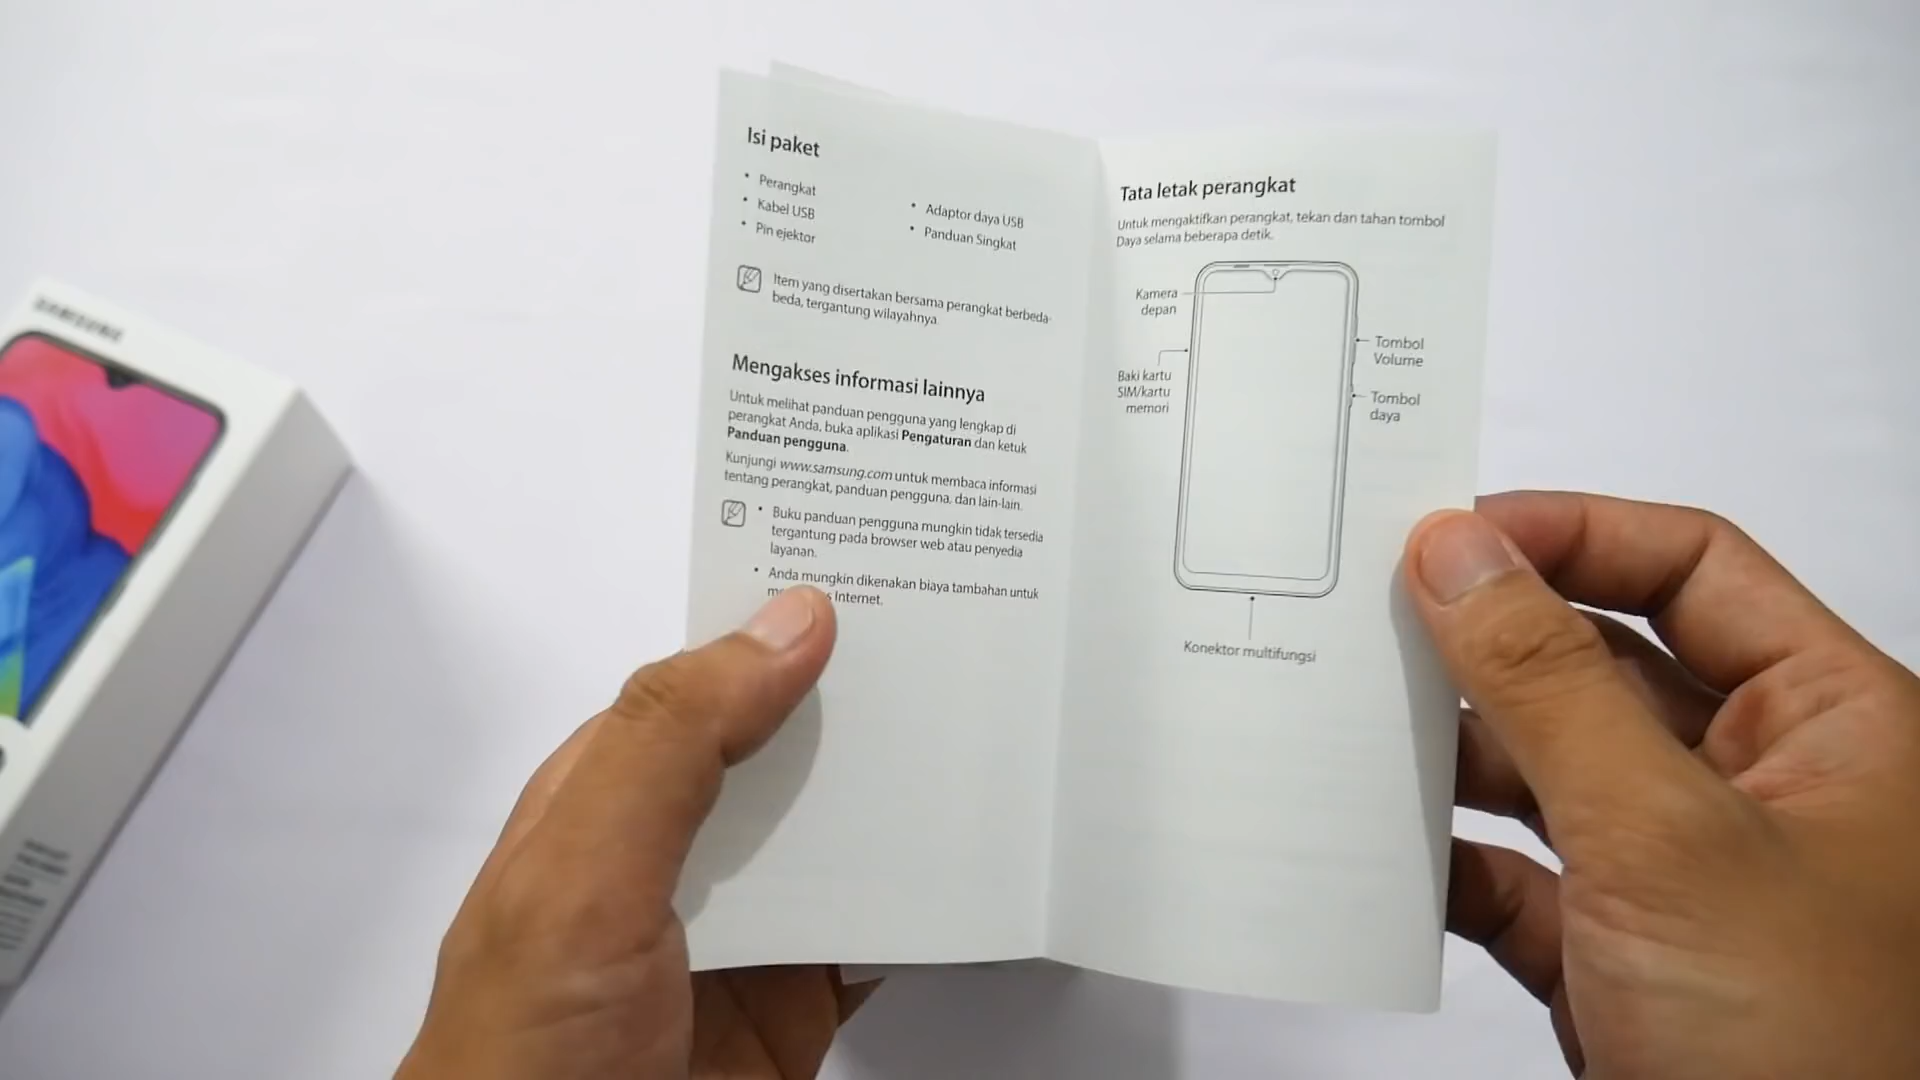 SAMSUNG
Isi paket
• Perangkat
• Kabel USB
• Pin ejektor
• Adaptor daya USB
• Panduan Singkat
Item yang disertakan bersama perangkat berbeda-
beda, tergantung wilayahnya.
Mengakses informasi lainnya
Untuk melihat panduan pengguna yang lengkap di
perangkat Anda, buka aplikasi Pengaturan dan ketuk
Panduan pengguna.
Kunjungi www.samsung.com untuk membaca informasi
tentang perangkat, panduan pengguna, dan lain-lain.
• Buku panduan pengguna mungkin tidak tersedia
tergantung pada browser web atau penyedia
layanan.
• Anda mungkin dikenakan biaya tambahan untuk
Internet.
Tata letak perangkat
Untuk mengaktifkan perangkat, tekan dan tahan tombol
Daya selama beberapa detik.
Kamera
depan
Baki kartu
SIM/kartu
memori
Tombol
Volume
Tombol
daya
Konektor multifungsi